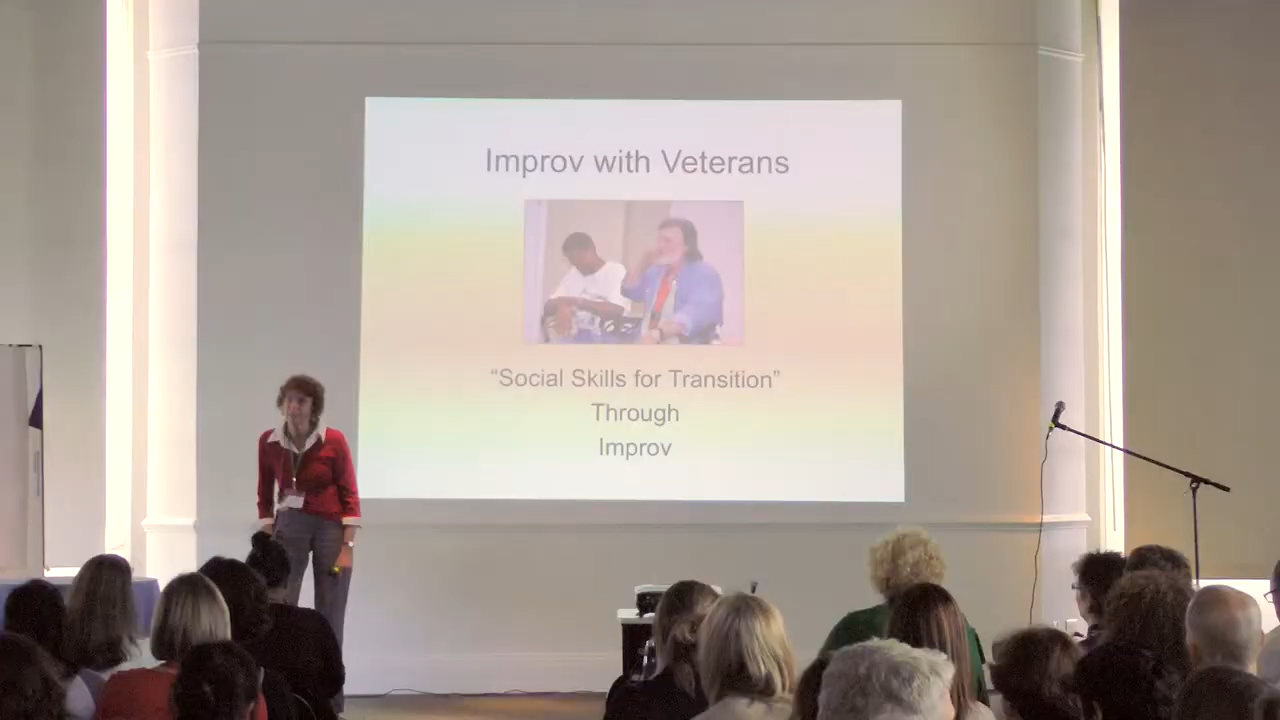 Improv with Veterans
“Social Skills for Transition”
Through
Improv